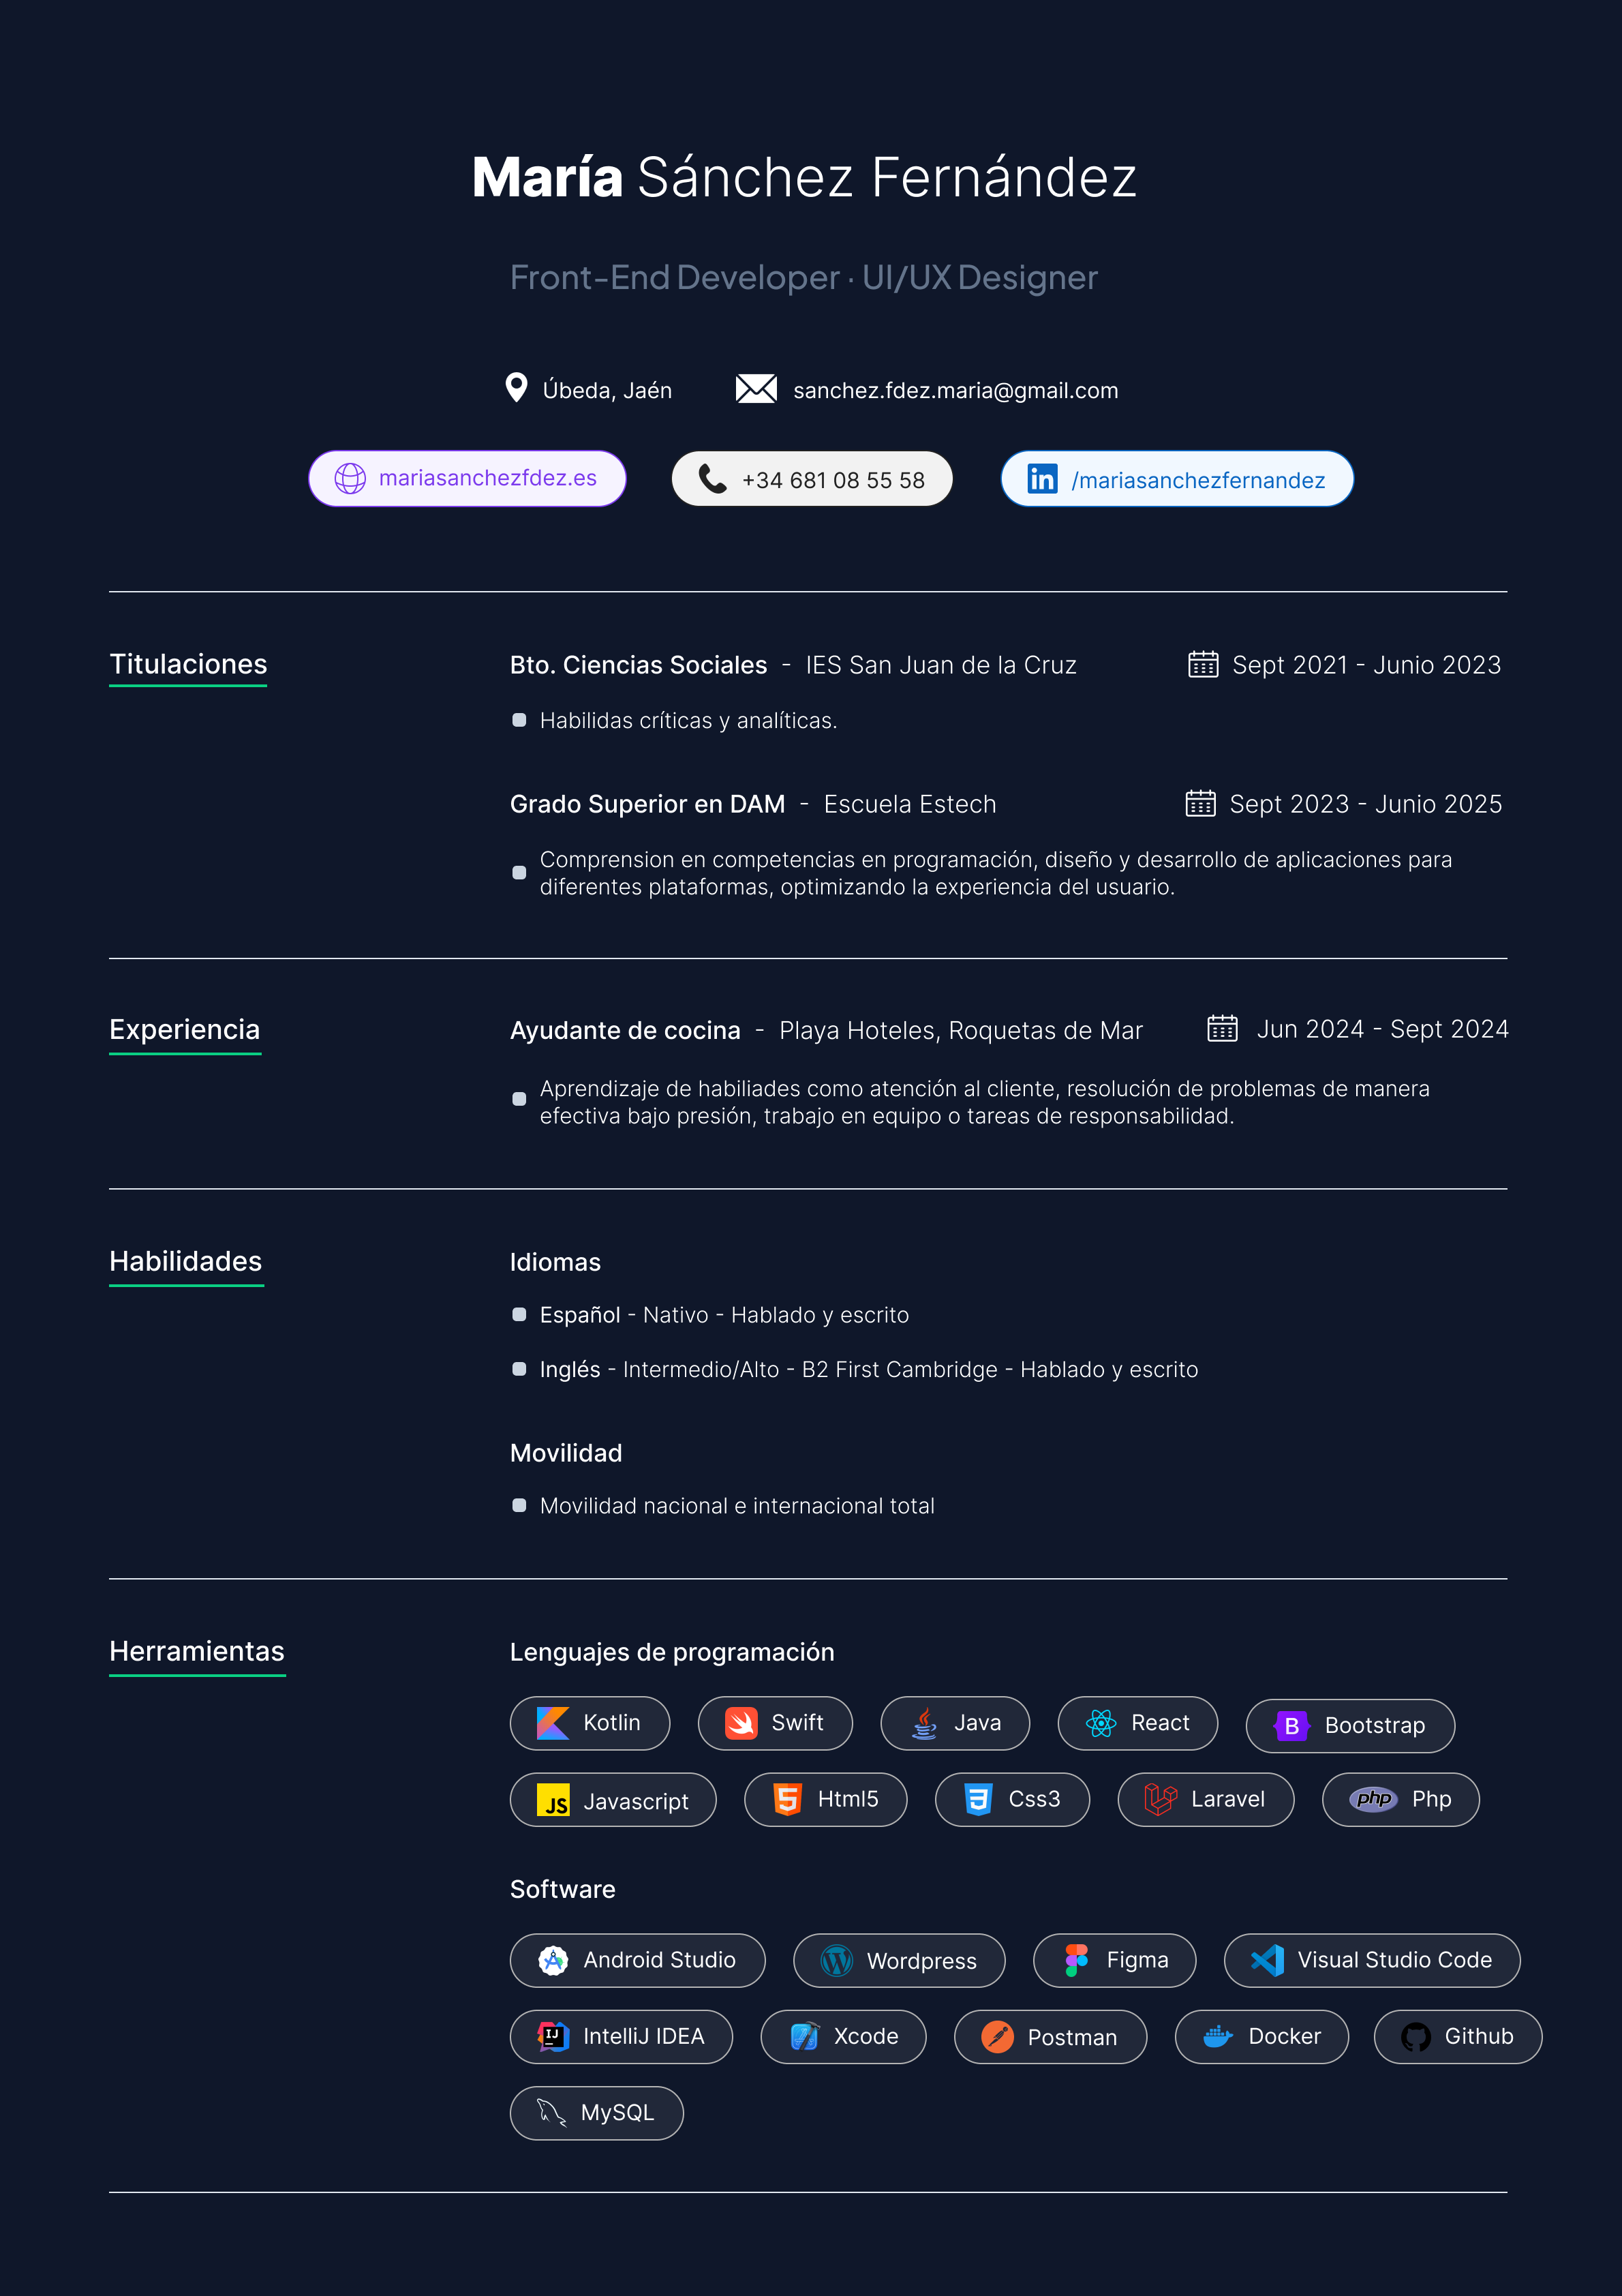 María Sánchez Fernández
Front-End Developer · UI/UX Designer
Úbeda, Jaén sanchez.fdez.maria@gmail.com
mariasanchezfdez.es +34 681 08 55 58 in /mariasanchezfernandez
Titulaciones
Bto. Ciencias Sociales - IES San Juan de la Cruz Sept 2021 - Junio 2023
Habilidas críticas y analíticas.
Grado Superior en DAM - Escuela Estech Sept 2023 - Junio 2025
Comprension en competencias en programación, diseño y desarrollo de aplicaciones para
diferentes plataformas, optimizando la experiencia del usuario.
Experiencia
Ayudante de cocina - Playa Hoteles, Roquetas de Mar Jun 2024 - Sept 2024
Aprendizaje de habiliades como atención al cliente, resolución de problemas de manera
efectiva bajo presión, trabajo en equipo o tareas de responsabilidad.
Habilidades
Idiomas
Español - Nativo - Hablado y escrito
Inglés - Intermedio/Alto - B2 First Cambridge - Hablado y escrito
Movilidad
Movilidad nacional e internacional total
Herramientas
Lenguajes de programación
Kotlin Swift Java React B Bootstrap
JS Javascript 5 Html5 3 Css3 Laravel php Php
Software
Android Studio W Wordpress Figma Visual Studio Code
IJ IntelliJ IDEA Xcode Postman Docker Github
MySQL